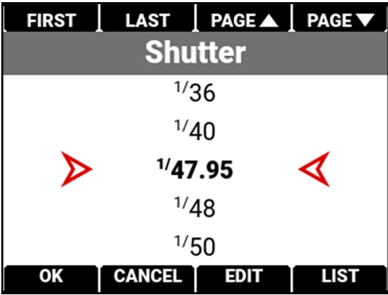 FIRST LAST PAGE▲ PAGE▼
Shutter
1/36
1/40
1/47.95
1/48
1/50
OK CANCEL EDIT LIST